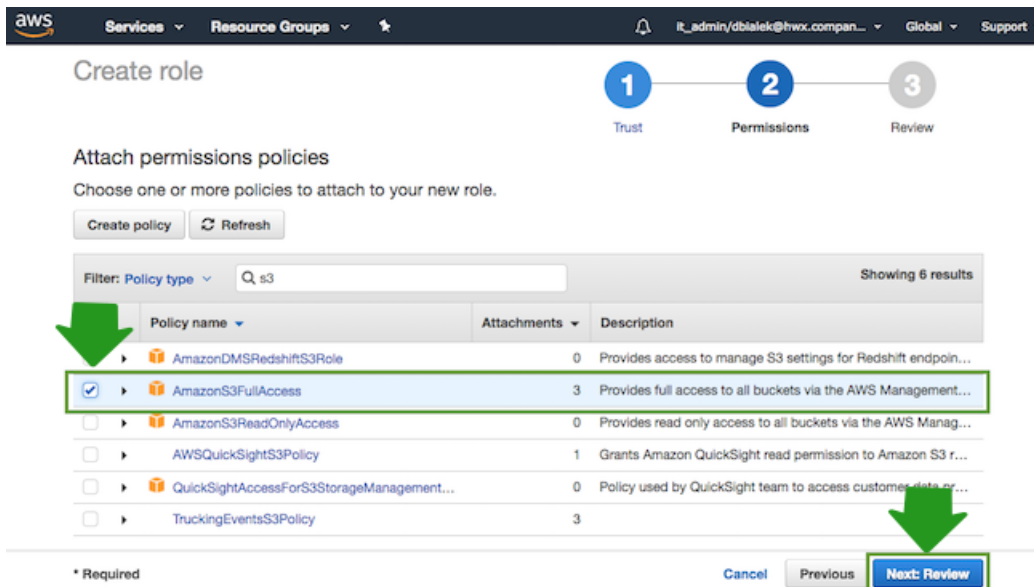 aws Services Resource Groups it_admin/dbialek@hwx.compan... Global Support
Create role
1 2 3
Trust Permissions Review
Attach permissions policies
Choose one or more policies to attach to your new role.
Create policy Refresh
Filter: Policy type s3 Showing 6 results
Policy name Attachments Description
AmazonDMSRedshiftS3Role 0 Provides access to manage S3 settings for Redshift endpoin...
AmazonS3FullAccess 3 Provides full access to all buckets via the AWS Management...
AmazonS3ReadOnlyAccess 0 Provides read only access to all buckets via the AWS Manag...
AWSQuickSightS3Policy 1 Grants Amazon QuickSight read permission to Amazon S3 r...
QuickSightAccessForS3StorageManagement... 0 Policy used by QuickSight team to access customer data pr...
TruckingEventsS3Policy 3
* Required Cancel Previous Next: Review